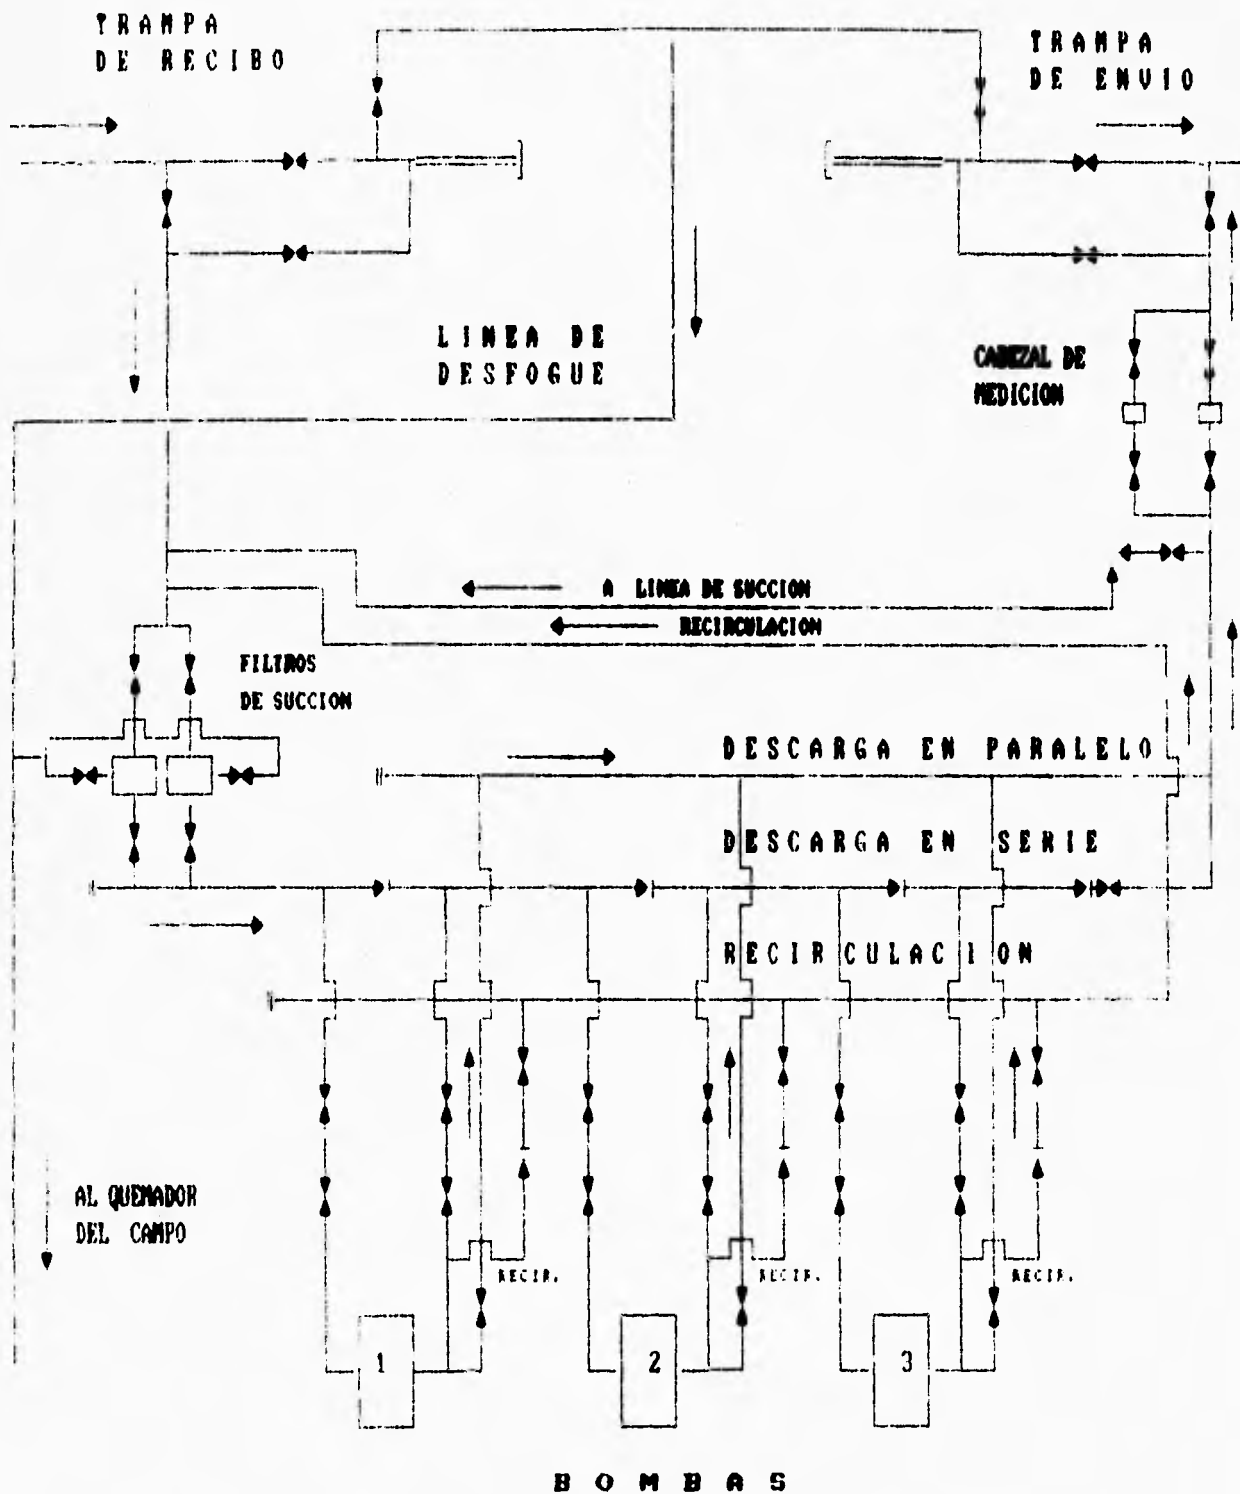 TRAMPA
DE RECIBO
TRAMPA
DE ENVIO
LINEA DE
DESFOGUE
CABEZAL DE
MEDICION
A LINEA DE SUCCION
RECIRCULACION
FILTROS
DE SUCCION
DESCARGA EN PARALELO
DESCARGA EN SERIE
RECIRCULACION
AL QUEMADOR
DEL CAMPO
RECIR.
RECIR.
RECIR.
1
2
3
BOMBAS